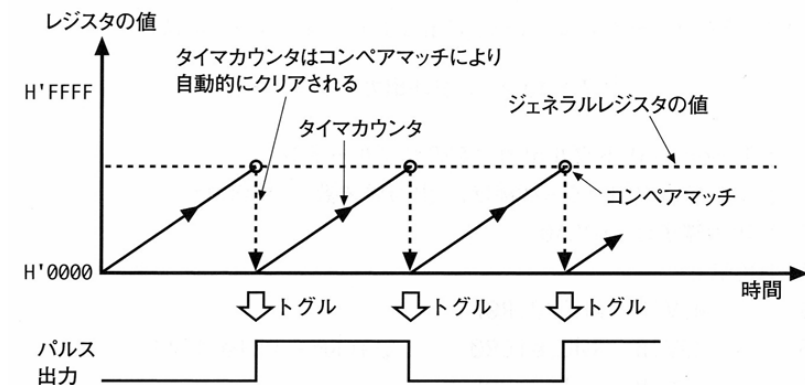 レジスタの値
タイマカウンタはコンペアマッチにより
自動的にクリアされる
H'FFFF
ジェネラルレジスタの値
タイマカウンタ
コンペアマッチ
H'0000
時間
トグル
トグル
トグル
パルス
出力